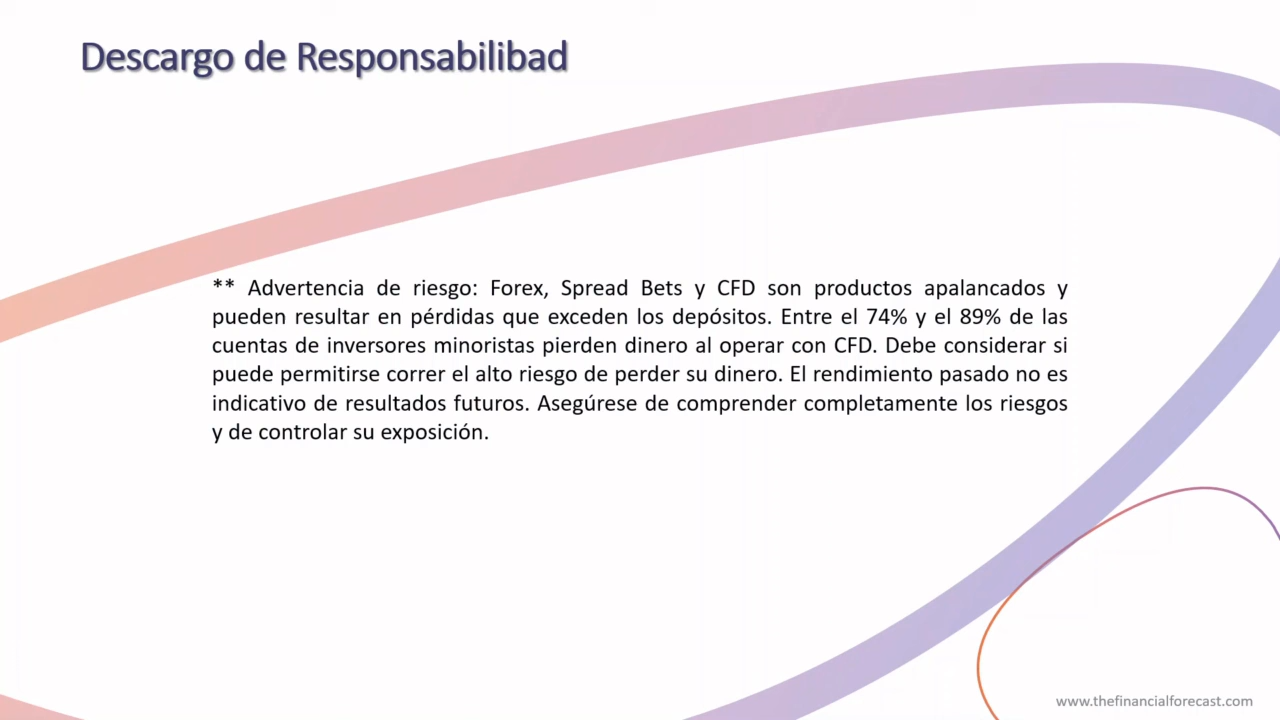 Descargo de Responsabilibad
** Advertencia de riesgo: Forex, Spread Bets y CFD son productos apalancados y
pueden resultar en pérdidas que exceden los depósitos. Entre el 74% y el 89% de las
cuentas de inversores minoristas pierden dinero al operar con CFD. Debe considerar si
puede permitirse correr el alto riesgo de perder su dinero. El rendimiento pasado no es
indicativo de resultados futuros. Asegúrese de comprender completamente los riesgos
y de controlar su exposición.
www.thefinancialforecast.com